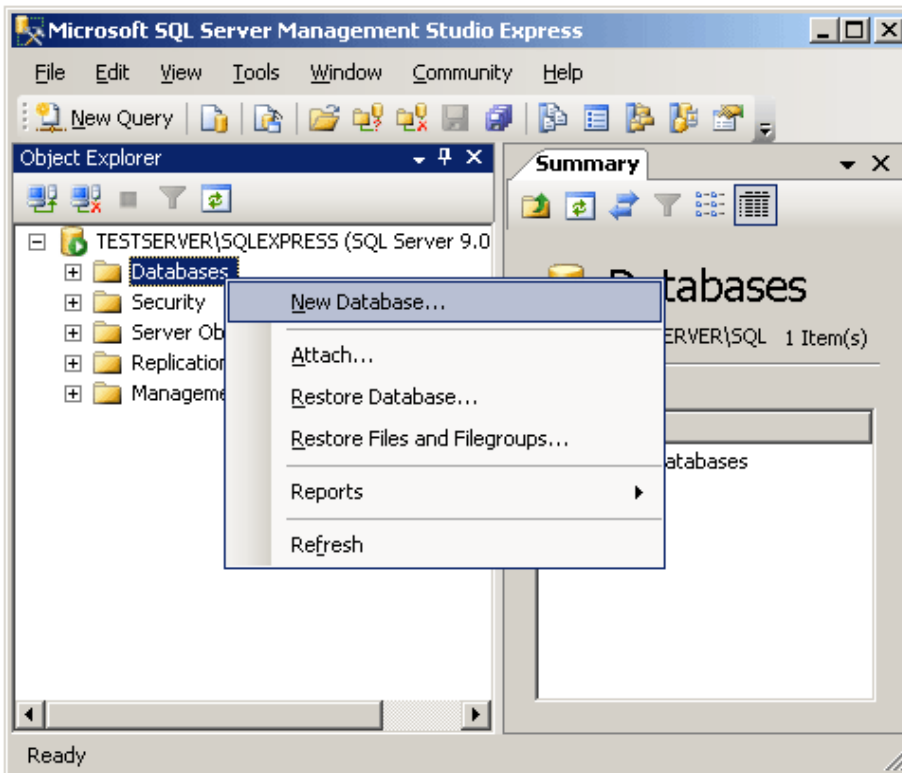 Microsoft SQL Server Management Studio Express
File Edit View Tools Window Community Help
New Query
Object Explorer
Summary
TESTSERVER\SQLEXPRESS (SQL Server 9.0
Databases
Security
Server Ob
Replication
Manageme
New Database...
Attach...
Restore Database...
Restore Files and Filegroups...
Reports
Refresh
tabases
ERVER\SQL 1 Item(s)
atabases
Ready